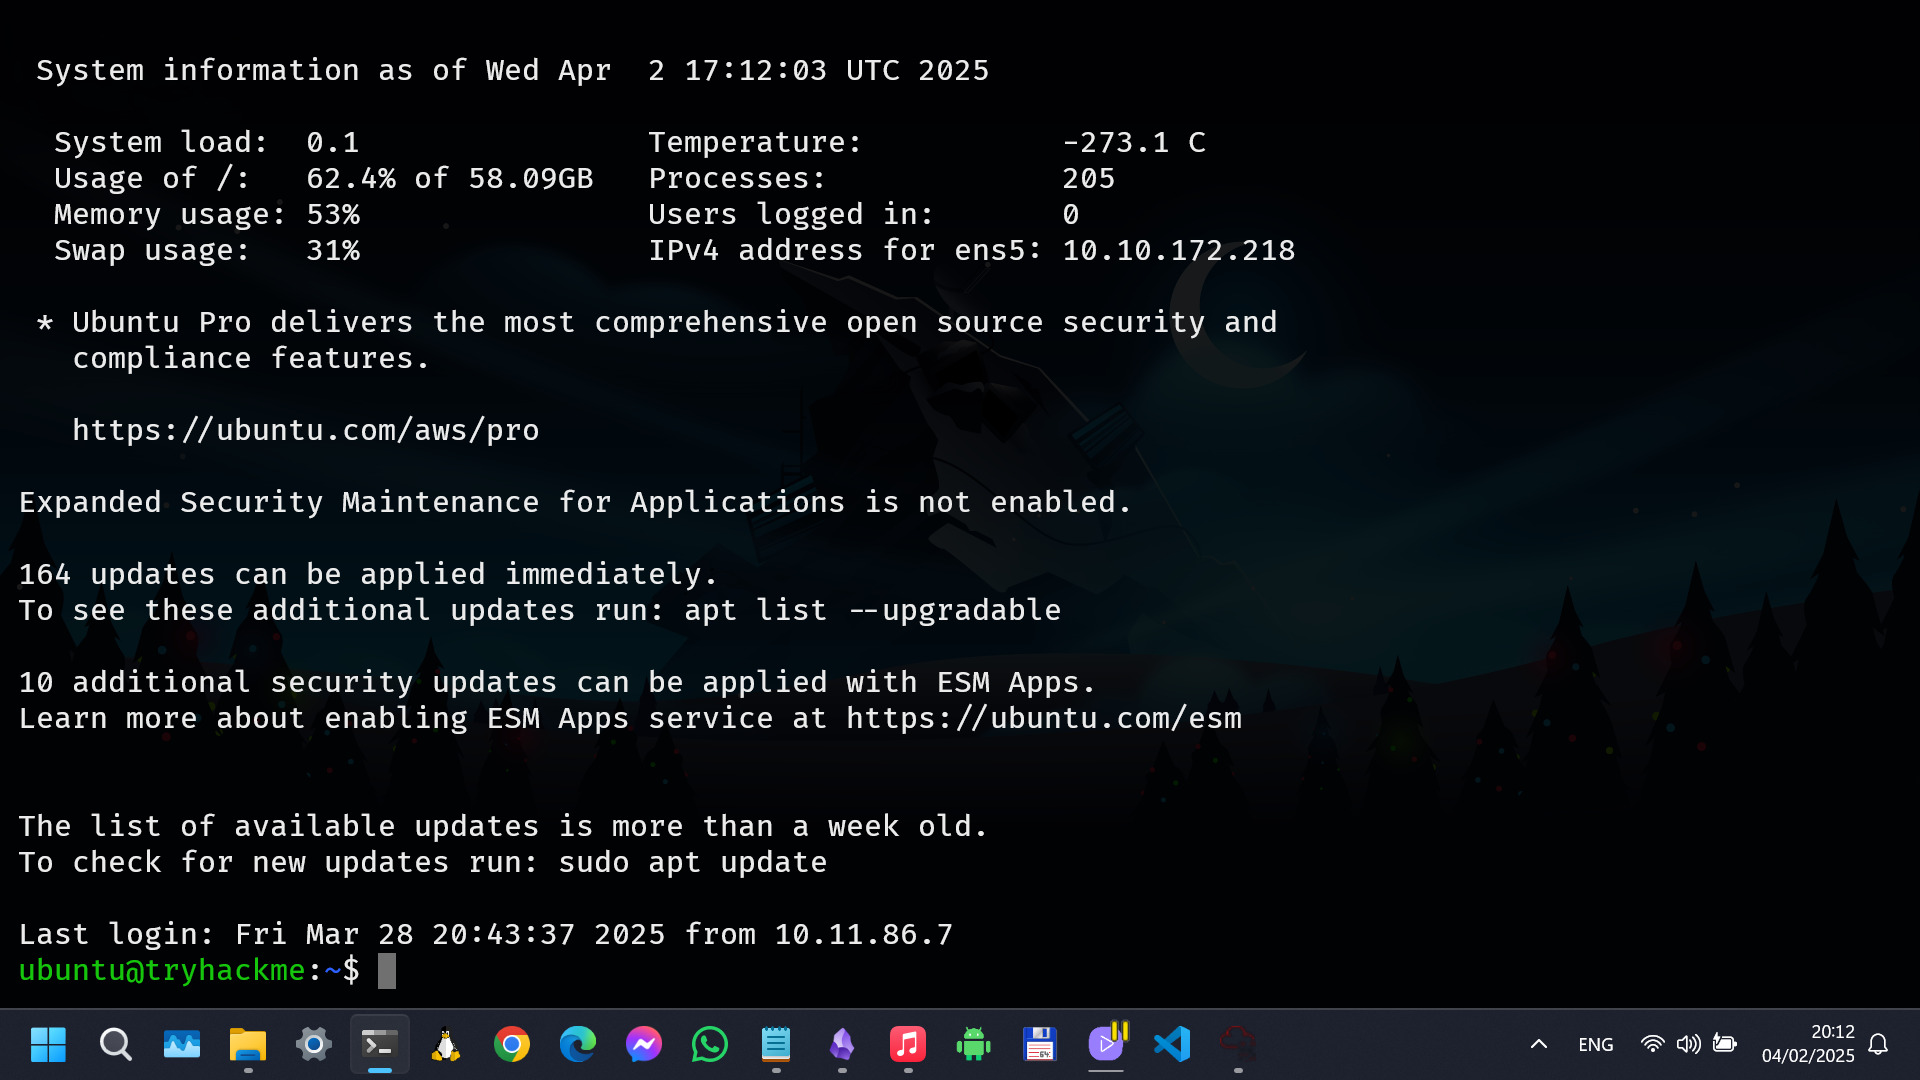 System information as of Wed Apr  2 17:12:03 UTC 2025
System load:  0.1                Temperature:           -273.1 C
Usage of /:   62.4% of 58.09GB   Processes:             205
Memory usage: 53%                Users logged in:       0
Swap usage:   31%                IPv4 address for ens5: 10.10.172.218
* Ubuntu Pro delivers the most comprehensive open source security and
compliance features.
https://ubuntu.com/aws/pro
Expanded Security Maintenance for Applications is not enabled.
164 updates can be applied immediately.
To see these additional updates run: apt list --upgradable
10 additional security updates can be applied with ESM Apps.
Learn more about enabling ESM Apps service at https://ubuntu.com/esm
The list of available updates is more than a week old.
To check for new updates run: sudo apt update
Last login: Fri Mar 28 20:43:37 2025 from 10.11.86.7
ubuntu@tryhackme:~$
64
ENG
20:12
04/02/2025